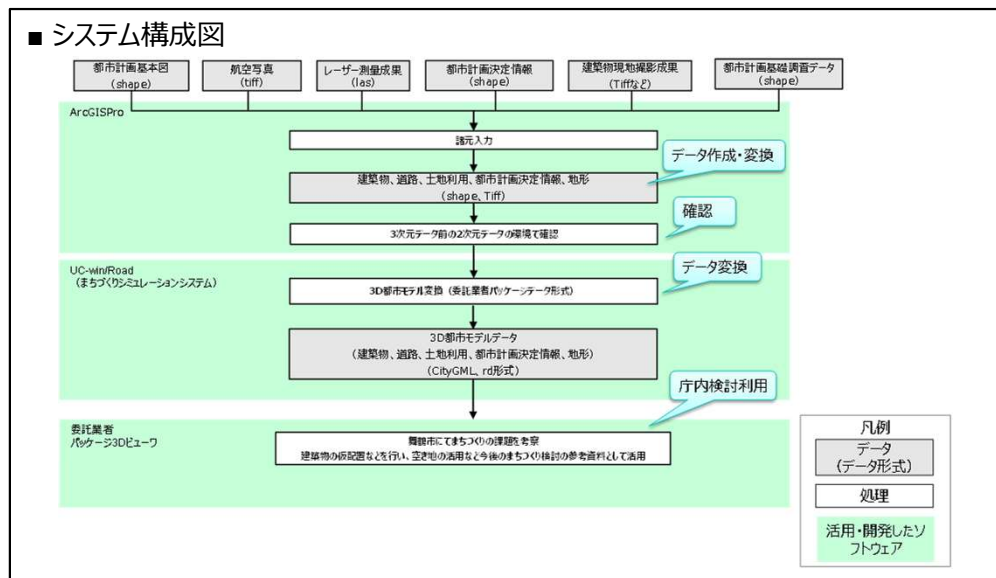 ■ システム構成図
都市計画基本図
(shape)
航空写真
(tiff)
レーザー測量成果
(las)
都市計画決定情報
(shape)
建築物現地撮影成果
(Tiffなど)
都市計画基礎調査データ
(shape)
ArcGISPro
諸元入力
データ作成・変換
建築物、道路、土地利用、都市計画決定情報、地形
(shape、Tiff)
確認
3次元データ前の2次元データの環境で確認
UC-win/Road
(まちづくりシミュレーションシステム)
データ変換
3D都市モデル変換(委託業者パッケージデータ形式)
3D都市モデルデータ
(建築物、道路、土地利用、都市計画決定情報、地形)
(CityGML、rd形式)
庁内検討利用
委託業者
パッケージ3Dビューワ
舞鶴市にてまちづくりの課題を考察
建築物の仮配置などを行い、空き地の活用など今後のまちづくり検討の参考資料として活用
凡例
データ
(データ形式)
処理
活用・開発したソ
フトウェア